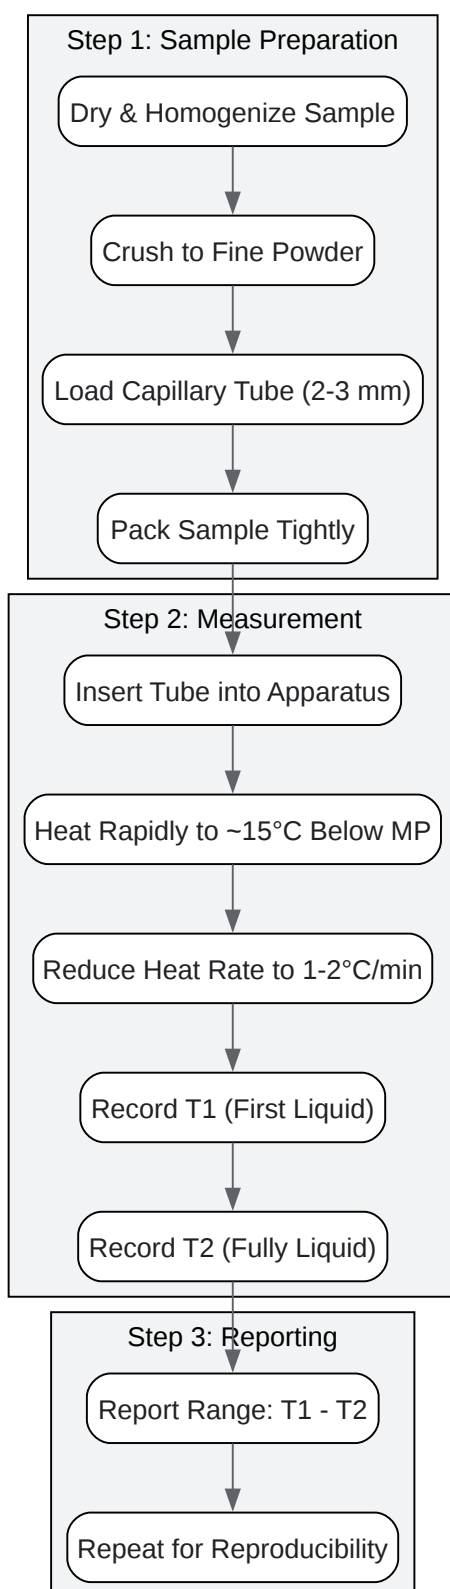 Step 1: Sample Preparation
Dry & Homogenize Sample
Crush to Fine Powder
Load Capillary Tube (2-3 mm)
Pack Sample Tightly
Step 2: Measurement
Insert Tube into Apparatus
Heat Rapidly to ~15°C Below MP
Reduce Heat Rate to 1-2°C/min
Record T1 (First Liquid)
Record T2 (Fully Liquid)
Step 3: Reporting
Report Range: T1 - T2
Repeat for Reproducibility